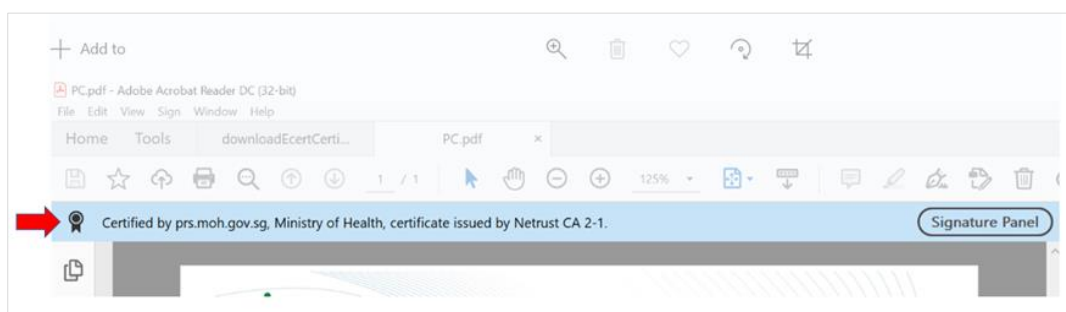 Add to
PC.pdf - Adobe Acrobat Reader DC (32-bit)
File Edit View Sign Window Help
Home Tools downloadEcertCerti... PC.pdf ×
1 / 1 125%
Certified by prs.moh.gov.sg, Ministry of Health, certificate issued by Netrust CA 2-1. Signature Panel